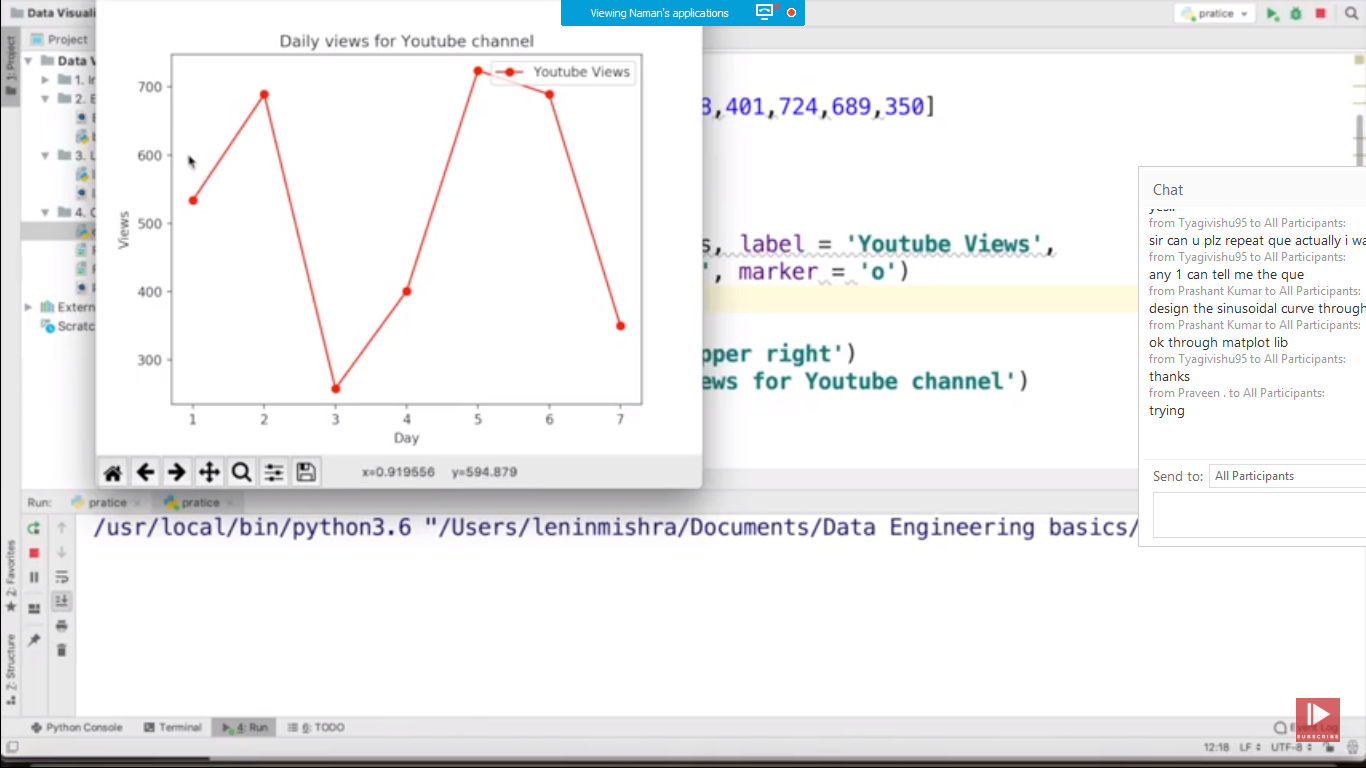 Data Visuali
Viewing Naman's applications
pratice
Project
1: Project
Data V
1. Ir
2. E
3. L
4. C
Extern
Scratc
Daily views for Youtube channel
Youtube Views
700
600
500
400
300
Views
1 2 3 4 5 6 7
Day
x=0.919556 y=594.879
8,401,724,689,350]
s, label = 'Youtube Views',
', marker = 'o')
pper right')
ews for Youtube channel')
Chat
yesii
from Tyagivishu95 to All Participants:
sir can u plz repeat que actually i wa
from Tyagivishu95 to All Participants:
any 1 can tell me the que
from Prashant Kumar to All Participants:
design the sinusoidal curve through
from Prashant Kumar to All Participants:
ok through matplot lib
from Tyagivishu95 to All Participants:
thanks
from Praveen . to All Participants:
trying
Send to: All Participants
Run: pratice pratice
/usr/local/bin/python3.6 "/Users/leninmishra/Documents/Data Engineering basics/
2: Favorites
Z: Structure
Python Console Terminal 4: Run 6: TODO
Event Log
SUBSCRIBE
12:18 LF UTF-8